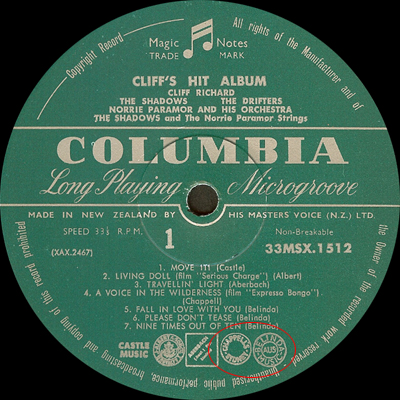 Copyright Record
All rights of the Manufacturer and of
Magic Notes
TRADE MARK
CLIFF'S HIT ALBUM
CLIFF RICHARD
THE SHADOWS THE DRIFTERS
NORRIE PARAMOR AND HIS ORCHESTRA
THE SHADOWS and The Norrie Paramor Strings
COLUMBIA
Long Playing Microgroove
MADE IN NEW ZEALAND by HIS MASTERS' VOICE (N.Z.) LTD.
SPEED 33⅓ R.P.M. 1 Non-Breakable
(XAX.2467) 33MSX.1512
1. MOVE IT! (Castle)
2. LIVING DOLL (film "Serious Charge") (Albert)
3. TRAVELLIN' LIGHT (Aberbach)
4. A VOICE IN THE WILDERNESS (film "Expresso Bongo")
(Chappell)
5. FALL IN LOVE WITH YOU (Belinda)
6. PLEASE DON'T TEASE (Belinda)
7. NINE TIMES OUT OF TEN (Belinda)
CASTLE
MUSIC
CHAPPELL
SYDNEY
BELINDA
AUS
MUSIC
the Owner of the recorded work reserved
Unauthorised public performance, broadcasting and copying of this record prohibited